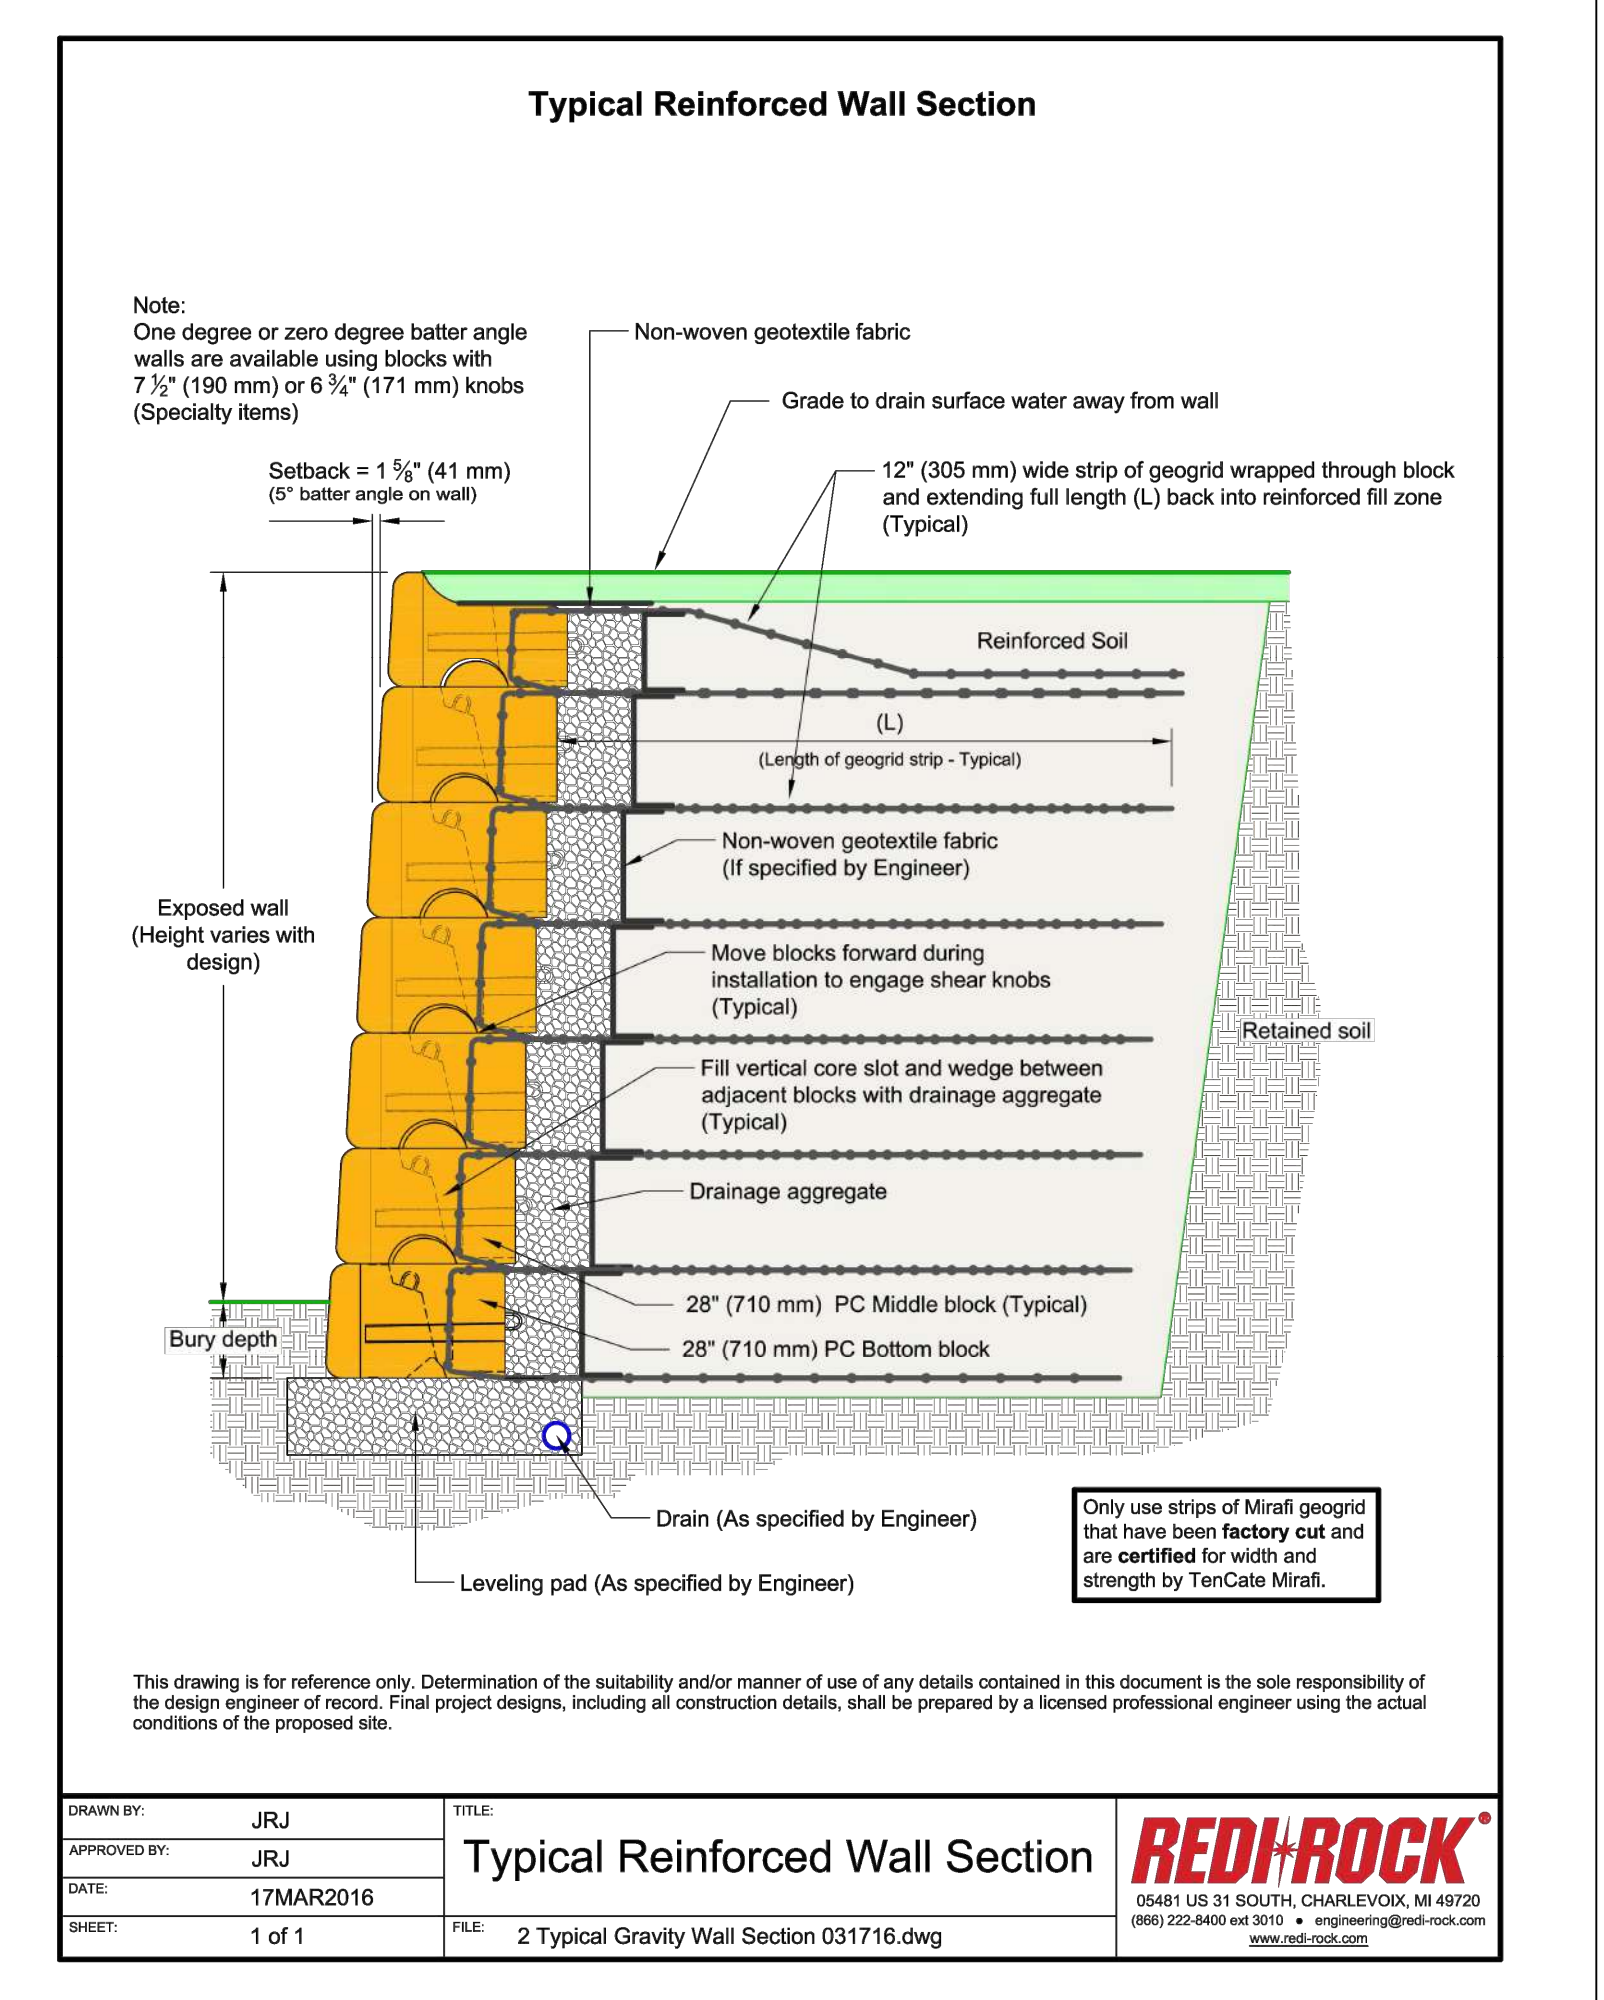 Typical Reinforced Wall Section
Note:
One degree or zero degree batter angle
walls are available using blocks with
7 ½" (190 mm) or 6 ¾" (171 mm) knobs
(Specialty items)
Non-woven geotextile fabric
Grade to drain surface water away from wall
Setback = 1 ⅝" (41 mm)
(5° batter angle on wall)
12" (305 mm) wide strip of geogrid wrapped through block
and extending full length (L) back into reinforced fill zone
(Typical)
Reinforced Soil
(L)
(Length of geogrid strip - Typical)
Non-woven geotextile fabric
(If specified by Engineer)
Exposed wall
(Height varies with
design)
Move blocks forward during
installation to engage shear knobs
(Typical)
Retained soil
Fill vertical core slot and wedge between
adjacent blocks with drainage aggregate
(Typical)
Drainage aggregate
28" (710 mm) PC Middle block (Typical)
Bury depth
28" (710 mm) PC Bottom block
Drain (As specified by Engineer)
Leveling pad (As specified by Engineer)
Only use strips of Mirafi geogrid
that have been factory cut and
are certified for width and
strength by TenCate Mirafi.
This drawing is for reference only. Determination of the suitability and/or manner of use of any details contained in this document is the sole responsibility of
the design engineer of record. Final project designs, including all construction details, shall be prepared by a licensed professional engineer using the actual
conditions of the proposed site.
DRAWN BY: JRJ
APPROVED BY: JRJ
DATE: 17MAR2016
SHEET: 1 of 1
TITLE:
Typical Reinforced Wall Section
FILE: 2 Typical Gravity Wall Section 031716.dwg
REDI-ROCK®
05481 US 31 SOUTH, CHARLEVOIX, MI 49720
(866) 222-8400 ext 3010 • engineering@redi-rock.com
www.redi-rock.com